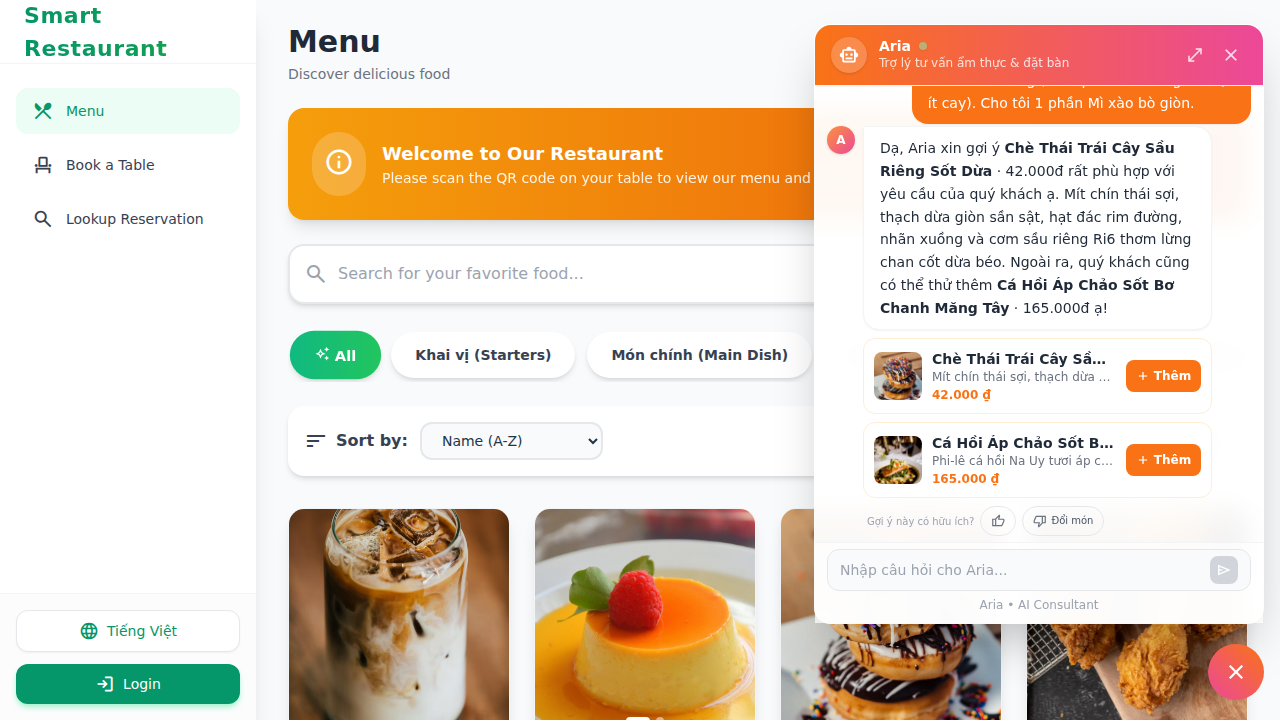 Smart
Restaurant
Menu
Book a Table
Lookup Reservation
Tiếng Việt
Login
Menu
Discover delicious food
Welcome to Our Restaurant
Please scan the QR code on your table to view our menu and
Search for your favorite food...
All
Khai vị (Starters)
Món chính (Main Dish)
Sort by:
Name (A-Z)
Aria
Trợ lý tư vấn ẩm thực & đặt bàn
ít cay). Cho tôi 1 phần Mì xào bò giòn.
A
Dạ, Aria xin gợi ý Chè Thái Trái Cây Sầu
Riêng Sốt Dừa · 42.000đ rất phù hợp với
yêu cầu của quý khách ạ. Mít chín thái sợi,
thạch dừa giòn sần sật, hạt đác rim đường,
nhãn xuồng và cơm sầu riêng Ri6 thơm lừng
chan cốt dừa béo. Ngoài ra, quý khách cũng
có thể thử thêm Cá Hồi Áp Chảo Sốt Bơ
Chanh Măng Tây · 165.000đ ạ!
Chè Thái Trái Cây Sầ...
Mít chín thái sợi, thạch dừa ...
42.000 ₫
+ Thêm
Cá Hồi Áp Chảo Sốt B...
Phi-lê cá hồi Na Uy tươi áp c...
165.000 ₫
+ Thêm
Gợi ý này có hữu ích?
Đổi món
Nhập câu hỏi cho Aria...
Aria • AI Consultant